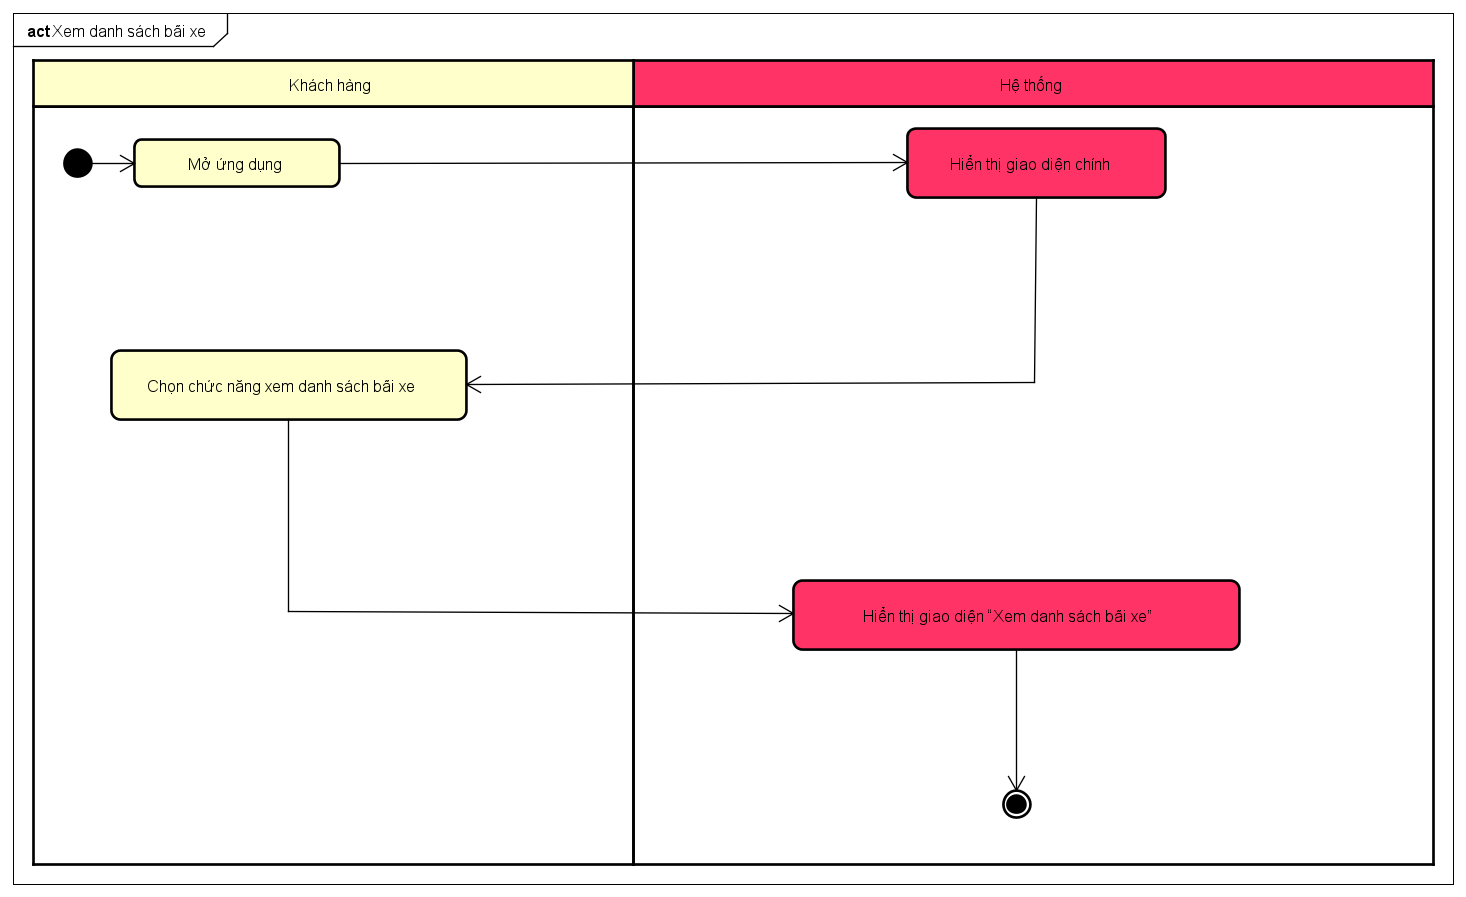 act Xem danh sách bãi xe
Khách hàng
Hệ thống
Mở ứng dụng
Hiển thị giao diện chính
Chọn chức năng xem danh sách bãi xe
Hiển thị giao diện “Xem danh sách bãi xe”